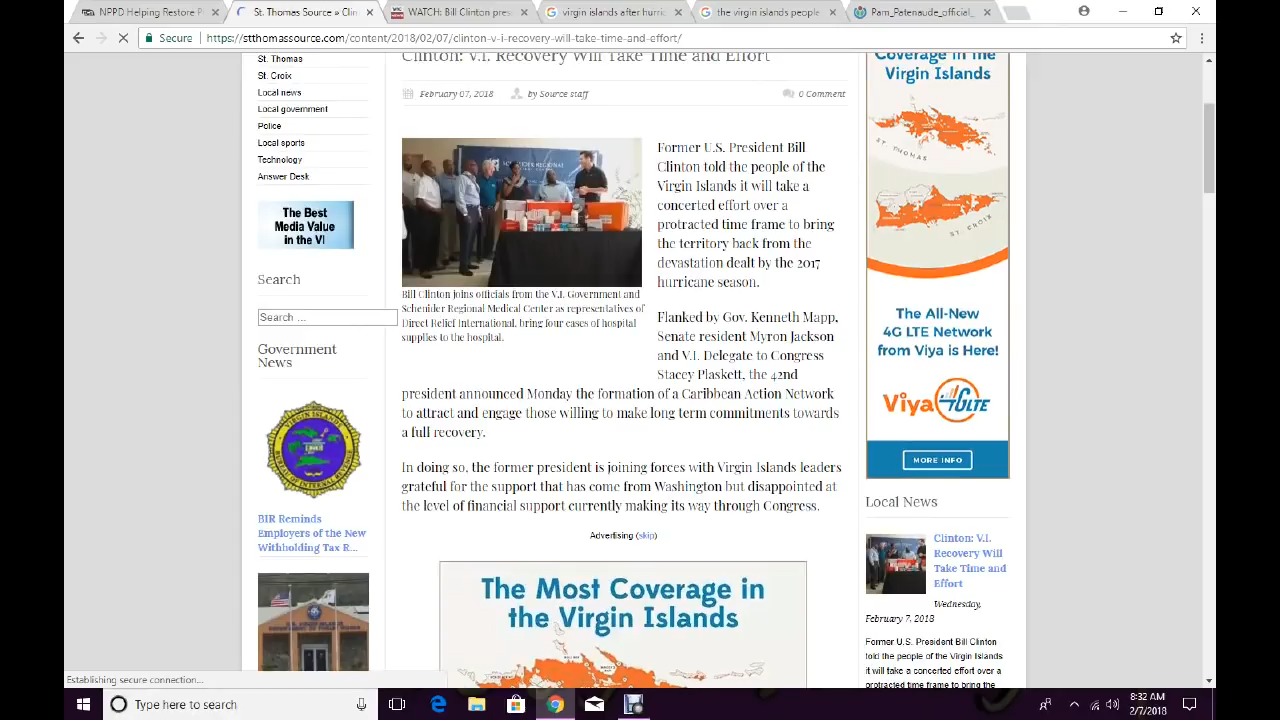 NPPD Helping Restore P
St. Thomas Source » Clin
WATCH: Bill Clinton pres
virgin islands after hurric
the virgin islands people
Pam_Patenaude_official_
Secure
https://stthomassource.com/content/2018/02/07/clinton-v-i-recovery-will-take-time-and-effort/
St. Thomas
St. Croix
Local news
Local government
Police
Local sports
Technology
Answer Desk
The Best
Media Value
in the VI
Search
Search ...
Government
News
BIR Reminds
Employers of the New
Withholding Tax R...
Clinton: V.I. Recovery Will Take Time and Effort
February 07, 2018
by Source staff
0 Comment
Bill Clinton joins officials from the V.I. Government and
Schenider Regional Medical Center as representatives of
Direct Relief International, bring four cases of hospital
supplies to the hospital.
Former U.S. President Bill
Clinton told the people of the
Virgin Islands it will take a
concerted effort over a
protracted time frame to bring
the territory back from the
devastation dealt by the 2017
hurricane season.
Flanked by Gov. Kenneth Mapp,
Senate resident Myron Jackson
and V.I. Delegate to Congress
Stacey Plaskett, the 42nd
president announced Monday the formation of a Caribbean Action Network
to attract and engage those willing to make long term commitments towards
a full recovery.
In doing so, the former president is joining forces with Virgin Islands leaders
grateful for the support that has come from Washington but disappointed at
the level of financial support currently making its way through Congress.
Advertising (skip)
The Most Coverage in
the Virgin Islands
Coverage in the
Virgin Islands
ST. THOMAS
ST. CROIX
The All-New
4G LTE Network
from Viya is Here!
Viya 4G LTE
MORE INFO
Local News
Clinton: V.I.
Recovery Will
Take Time and
Effort
Wednesday,
February 7, 2018
Former U.S. President Bill Clinton
told the people of the Virgin Islands
it will take a concerted effort over a
protracted time frame to bring the
Establishing secure connection...
Type here to search
8:32 AM
2/7/2018